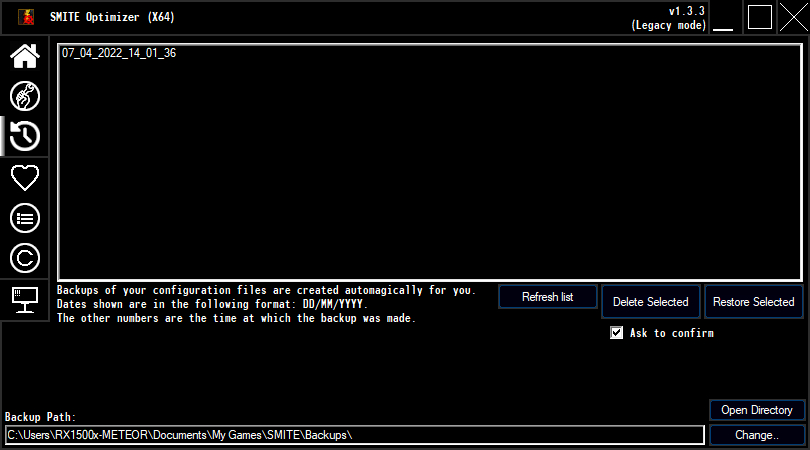 SMITE Optimizer (X64)
v1.3.3
(Legacy mode)
07_04_2022_14_01_36
Backups of your configuration files are created automagically for you.
Dates shown are in the following format: DD/MM/YYYY.
The other numbers are the time at which the backup was made.
Refresh list
Delete Selected
Restore Selected
Ask to confirm
Open Directory
Backup Path:
C:\Users\RX1500x-METEOR\Documents\My Games\SMITE\Backups\
Change..